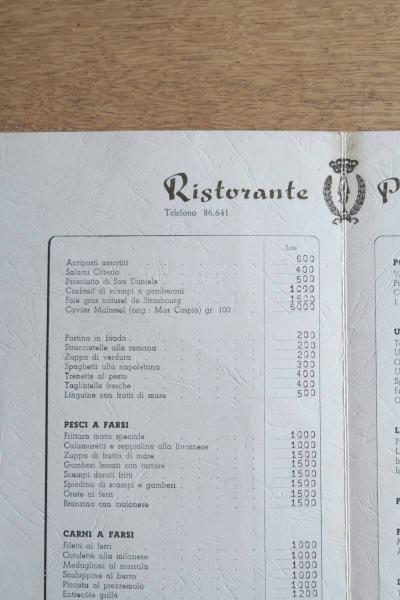 Ristorante P
Telefono 86.641
Lire
Antipasti assortiti 600
Salami Citterio 400
Prosciutto di San Daniele 500
Cocktail di scampi o gamberoni 1000
Foie gras naturel de Strasbourg 1500
Caviar Malossol (orig.: Mar Caspio) gr. 100 6000
Pastina in brodo 200
Stracciatelle alla romana 200
Zuppa di verdura 200
Spaghetti alla napoletana 300
Trenette al pesto 400
Tagliatelle fresche 400
Linguine con frutti di mare 500
PESCI A FARSI
Frittura mista speciale 1000
Calamaretti e seppioline alla livornese 1000
Zuppa di frutta di mare 1500
Gamberi lessati con tartare 1500
Scampi dorati fritti 1500
Spiedino di scampi e gamberi 1500
Orate ai ferri 1500
Branzino con maionese 1500
CARNI A FARSI
Filetti ai ferri 1000
Cotolette alla milanese 1000
Medaglioni al marsala 1000
Scaloppine al burro 1000
Piccata al prezzemolo 1000
Entrecôte grillé 1200